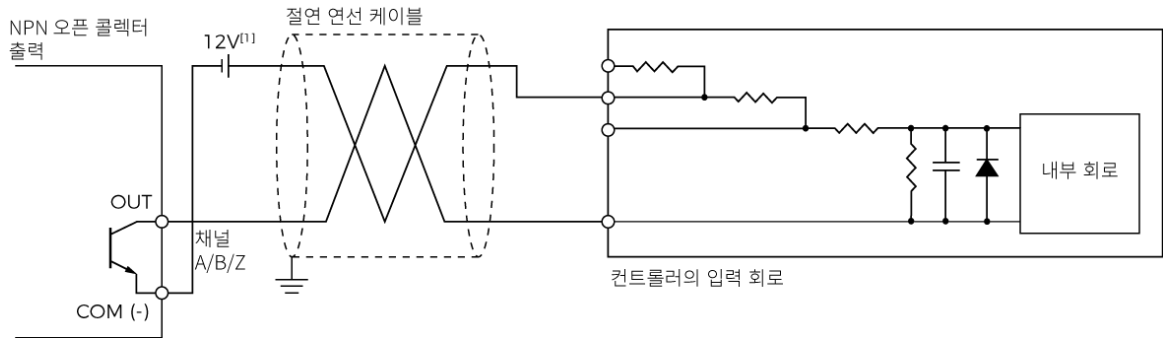 NPN 오픈 콜렉터
출력
12V[1]
절연 연선 케이블
OUT
채널
A/B/Z
COM (-)
내부 회로
컨트롤러의 입력 회로